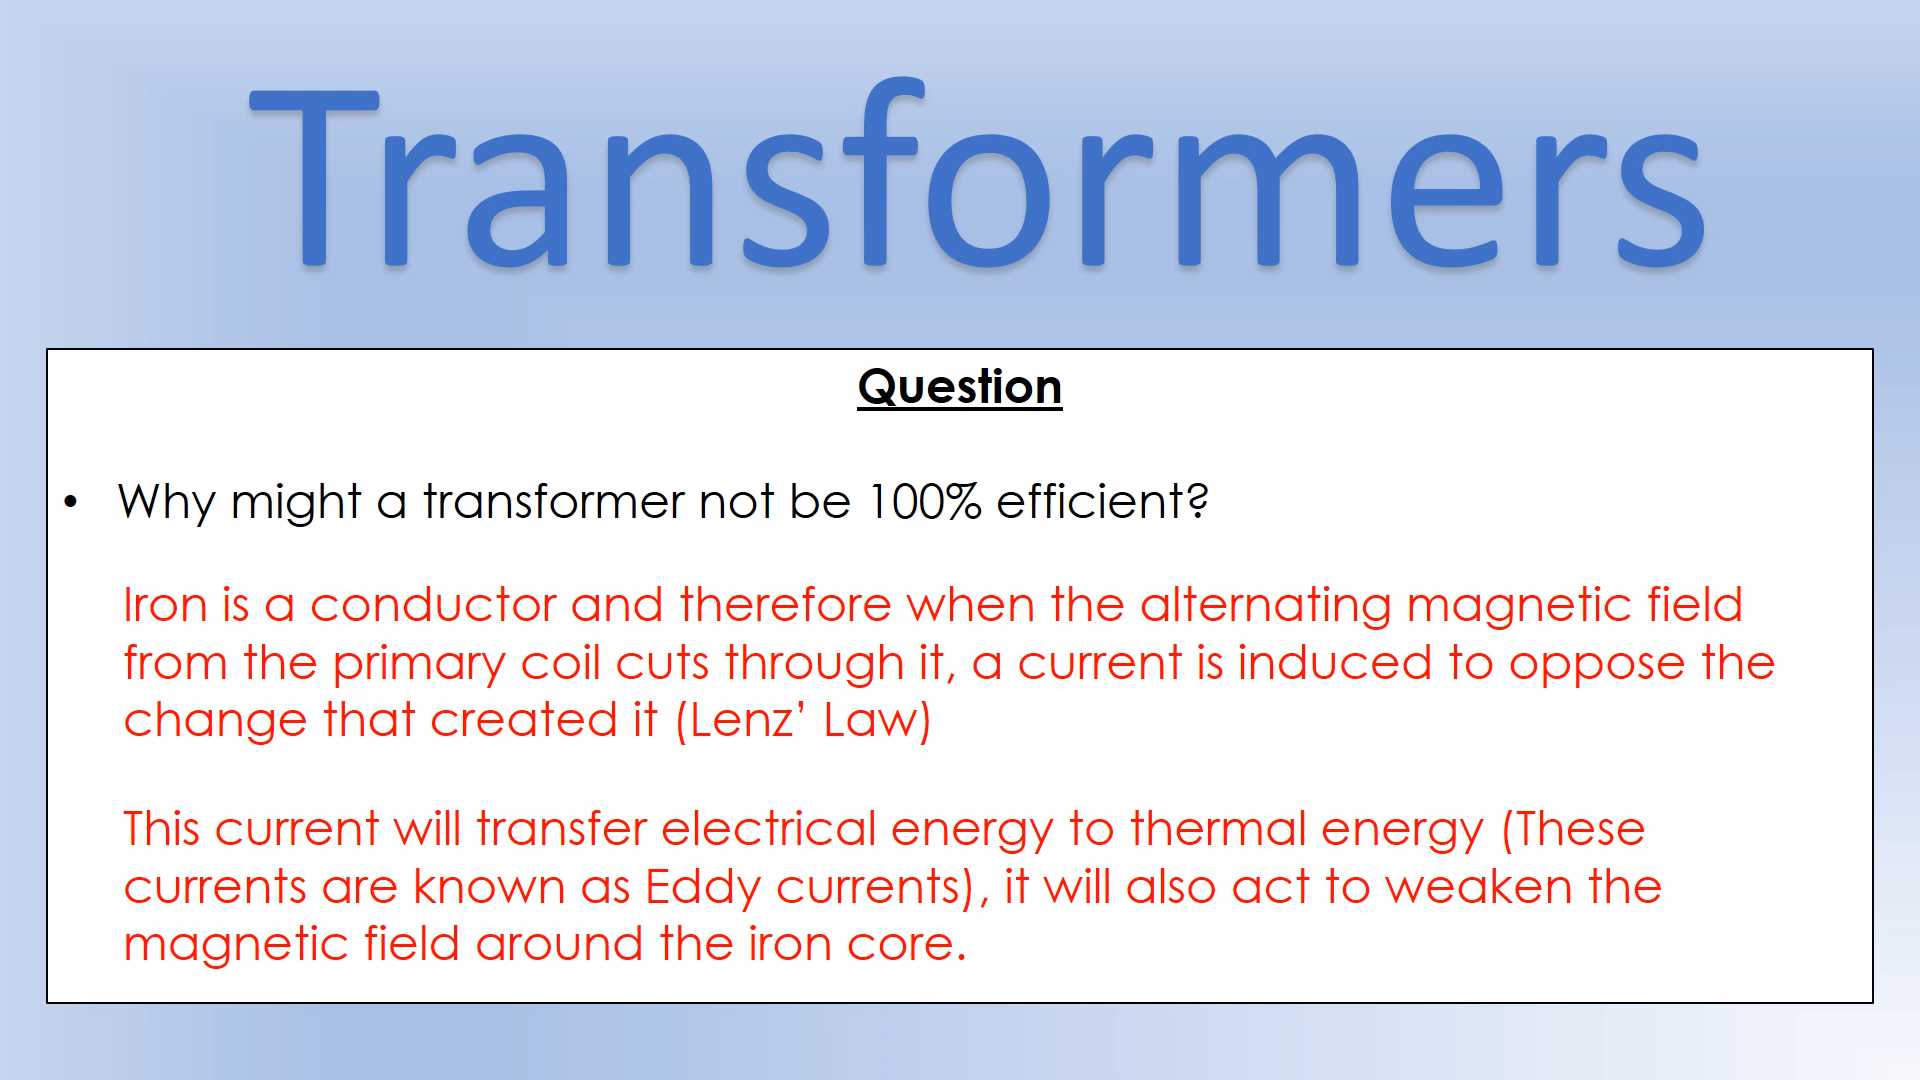 Transformers
Question
• Why might a transformer not be 100% efficient?
Iron is a conductor and therefore when the alternating magnetic field
from the primary coil cuts through it, a current is induced to oppose the
change that created it (Lenz’ Law)
This current will transfer electrical energy to thermal energy (These
currents are known as Eddy currents), it will also act to weaken the
magnetic field around the iron core.